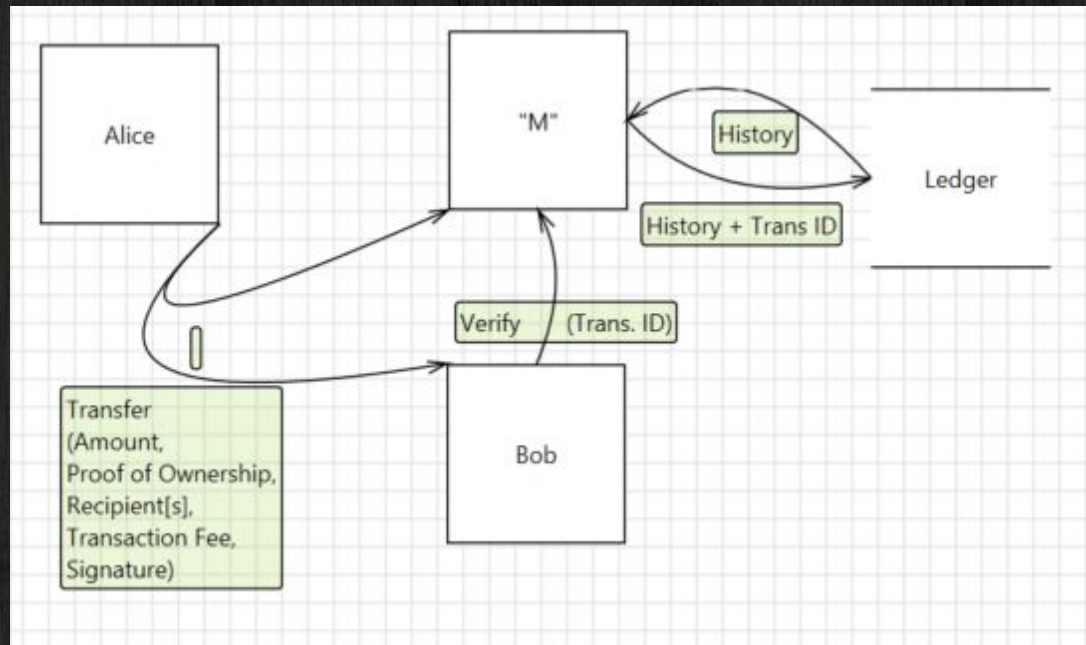 Alice
"M"
History
Ledger
History + Trans ID
Verify (Trans. ID)
Transfer
(Amount,
Proof of Ownership,
Recipient[s],
Transaction Fee,
Signature)
Bob